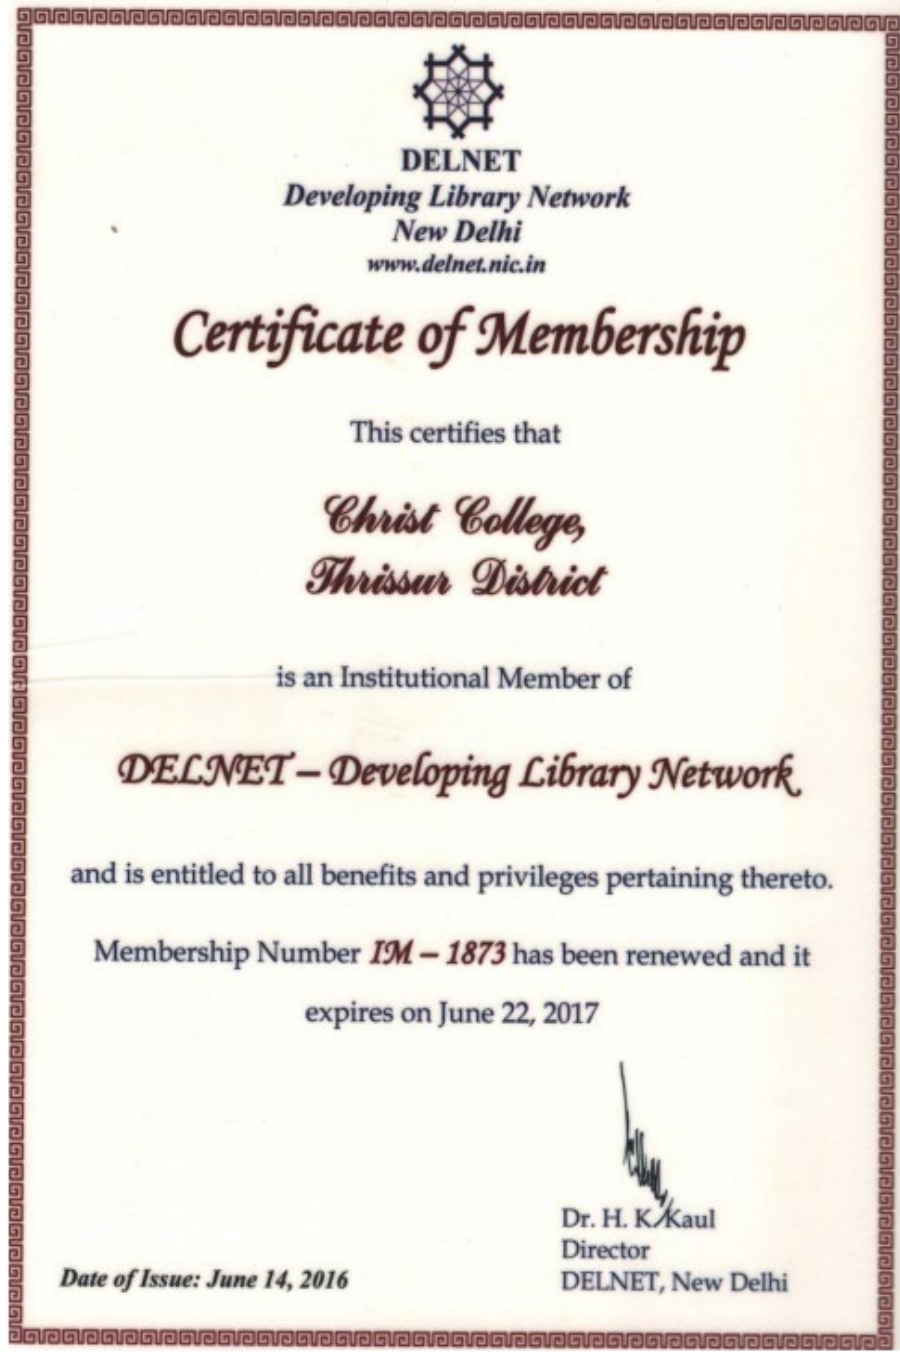 DELNET
Developing Library Network
New Delhi
www.delnet.nic.in
Certificate of Membership
This certifies that
Christ College,
Thrissur District
is an Institutional Member of
DELNET – Developing Library Network
and is entitled to all benefits and privileges pertaining thereto.
Membership Number IM – 1873 has been renewed and it
expires on June 22, 2017
Dr. H. K. Kaul
Director
DELNET, New Delhi
Date of Issue: June 14, 2016